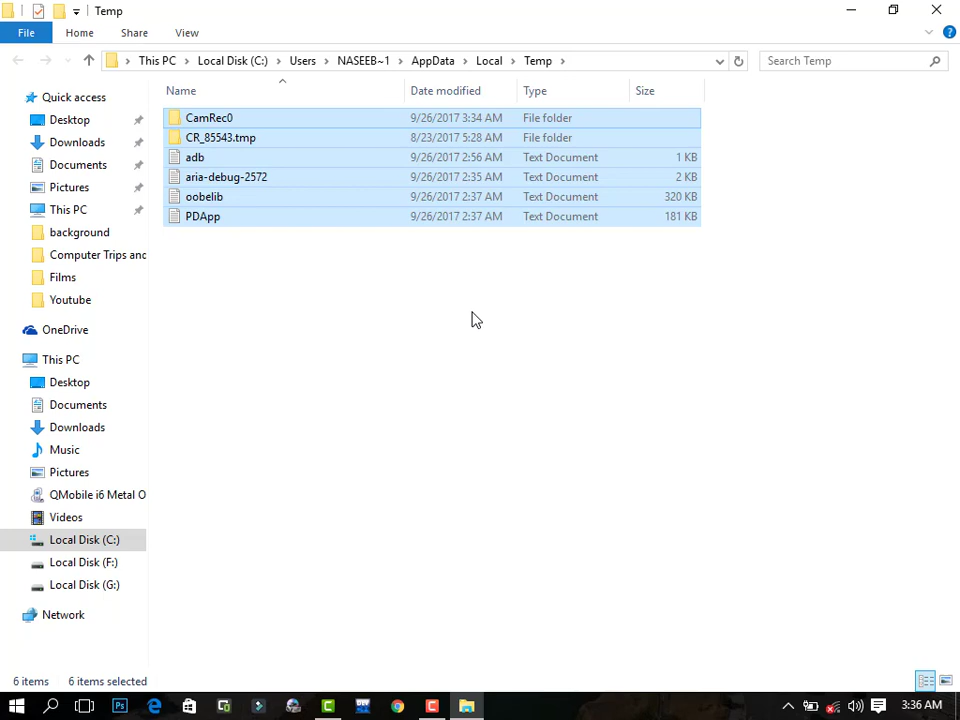 Temp
File Home Share View
This PC Local Disk (C:) Users NASEEB~1 AppData Local Temp
Search Temp
Name Date modified Type Size
CamRec0 9/26/2017 3:34 AM File folder
CR_85543.tmp 8/23/2017 5:28 AM File folder
adb 9/26/2017 2:56 AM Text Document 1 KB
aria-debug-2572 9/26/2017 2:35 AM Text Document 2 KB
oobelib 9/26/2017 2:37 AM Text Document 320 KB
PDApp 9/26/2017 2:37 AM Text Document 181 KB
Quick access
Desktop
Downloads
Documents
Pictures
This PC
background
Computer Trips and
Films
Youtube
OneDrive
This PC
Desktop
Documents
Downloads
Music
Pictures
QMobile i6 Metal O
Videos
Local Disk (C:)
Local Disk (F:)
Local Disk (G:)
Network
6 items 6 items selected
Ps
DEV
3:36 AM